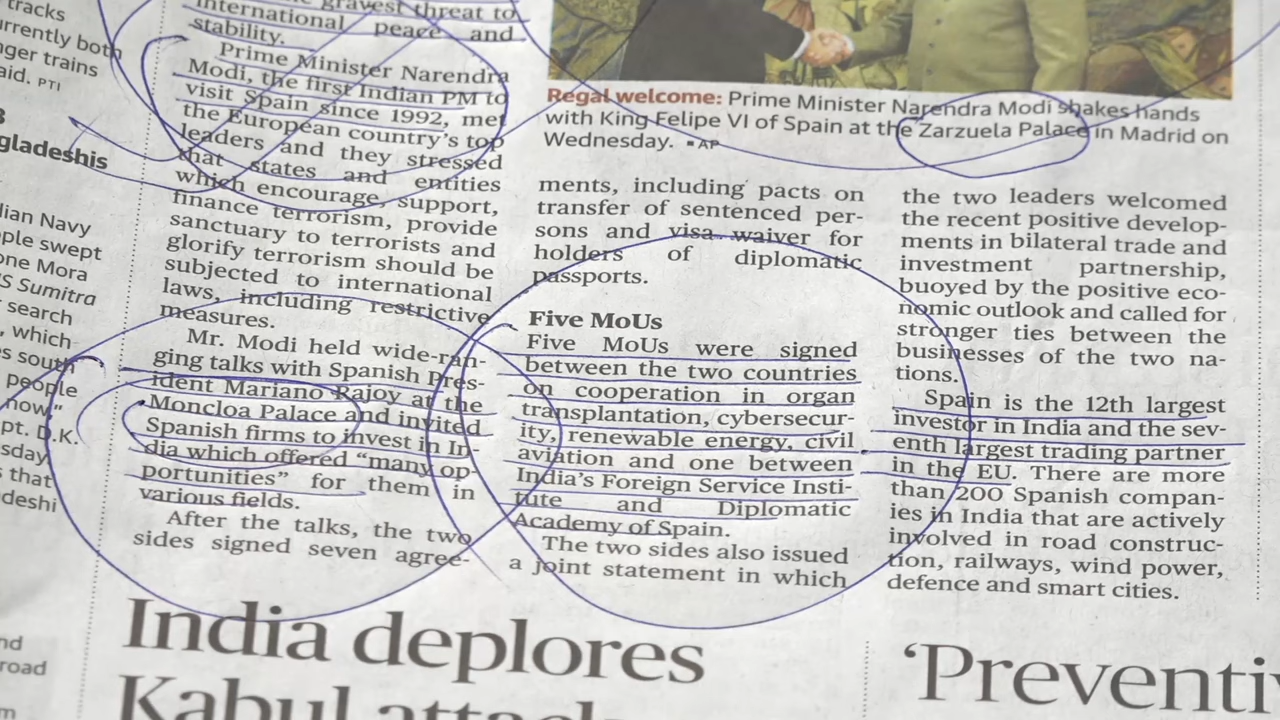 tracks
urrently both
ger trains
aid. PTI
gladeshis
ian Navy
ple swept
one Mora
S Sumitra
search
, which
s south
people
now"
pt. D.K.
sday
that
deshi
road
gravest threat to
international peace and
stability.
Prime Minister Narendra
Modi, the first Indian PM to
visit Spain since 1992, met
the European country's top
leaders and they stressed
that states and entities
which encourage, support,
finance terrorism, provide
sanctuary to terrorists and
glorify terrorism should be
subjected to international
laws, including restrictive
measures.
Mr. Modi held wide-ran-
ging talks with Spanish Pres-
ident Mariano Rajoy at the
Moncloa Palace and invited
Spanish firms to invest in In-
dia which offered “many op-
portunities” for them in
various fields.
After the talks, the two
sides signed seven agree-
Regal welcome: Prime Minister Narendra Modi shakes hands
with King Felipe VI of Spain at the Zarzuela Palace in Madrid on
Wednesday. ▪ AP
ments, including pacts on
transfer of sentenced per-
sons and visa waiver for
holders of diplomatic
passports.
Five MoUs
Five MoUs were signed
between the two countries
on cooperation in organ
transplantation, cybersecur-
ity, renewable energy, civil
aviation and one between
India's Foreign Service Insti-
tute and Diplomatic
Academy of Spain.
The two sides also issued
a joint statement in which
the two leaders welcomed
the recent positive develop-
ments in bilateral trade and
investment partnership,
buoyed by the positive eco-
nomic outlook and called for
stronger ties between the
businesses of the two na-
tions.
Spain is the 12th largest
investor in India and the sev-
enth largest trading partner
in the EU. There are more
than 200 Spanish compan-
ies in India that are actively
involved in road construc-
tion, railways, wind power,
defence and smart cities.
India deplores
Kabul attack
‘Preventi